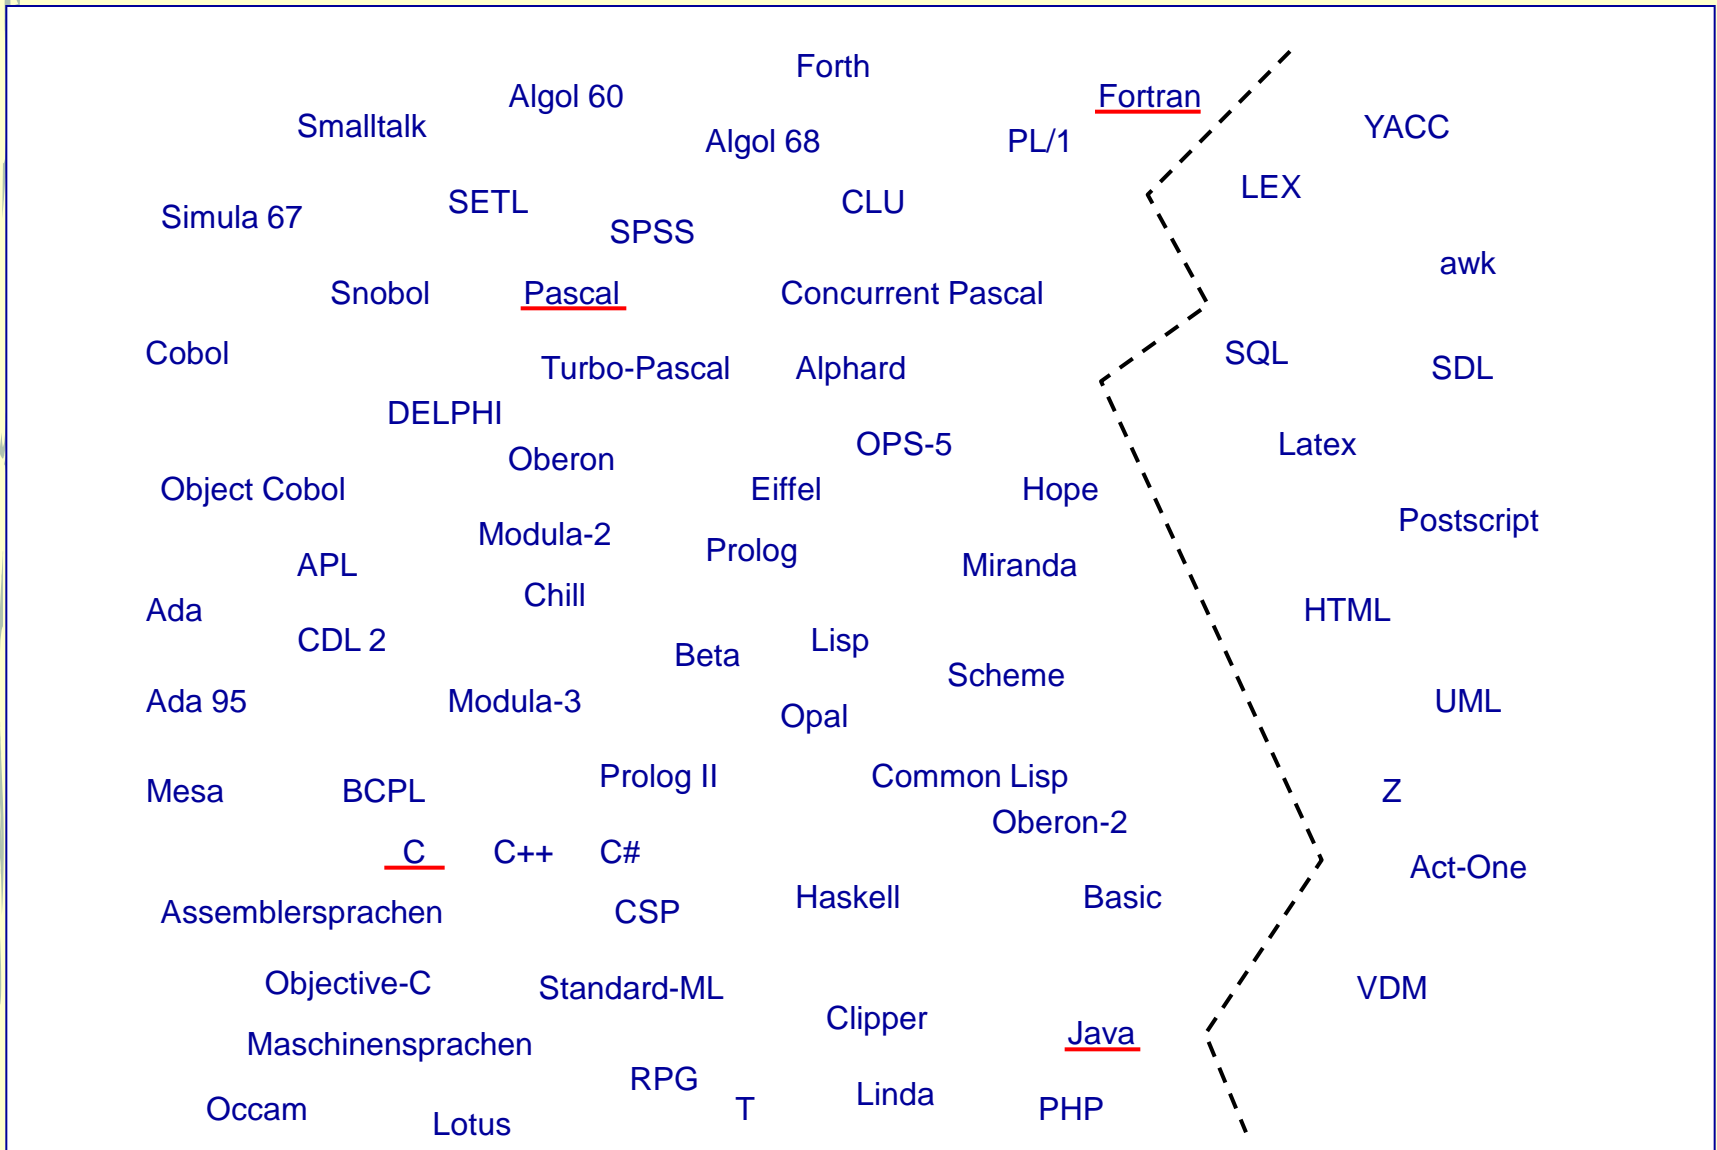 Forth
Algol 60
Fortran
Smalltalk
YACC
Algol 68
PL/1
LEX
SETL
CLU
Simula 67
SPSS
awk
Snobol
Pascal
Concurrent Pascal
Cobol
SQL
Turbo-Pascal
Alphard
SDL
DELPHI
OPS-5
Latex
Oberon
Object Cobol
Eiffel
Hope
Postscript
Modula-2
Prolog
APL
Miranda
Chill
Ada
HTML
CDL 2
Lisp
Beta
Scheme
Ada 95
Modula-3
UML
Opal
Prolog II
Common Lisp
Mesa
BCPL
Z
Oberon-2
C
C++
C#
Act-One
Haskell
Basic
Assemblersprachen
CSP
Objective-C
Standard-ML
VDM
Clipper
Java
Maschinensprachen
RPG
Linda
Occam
T
PHP
Lotus